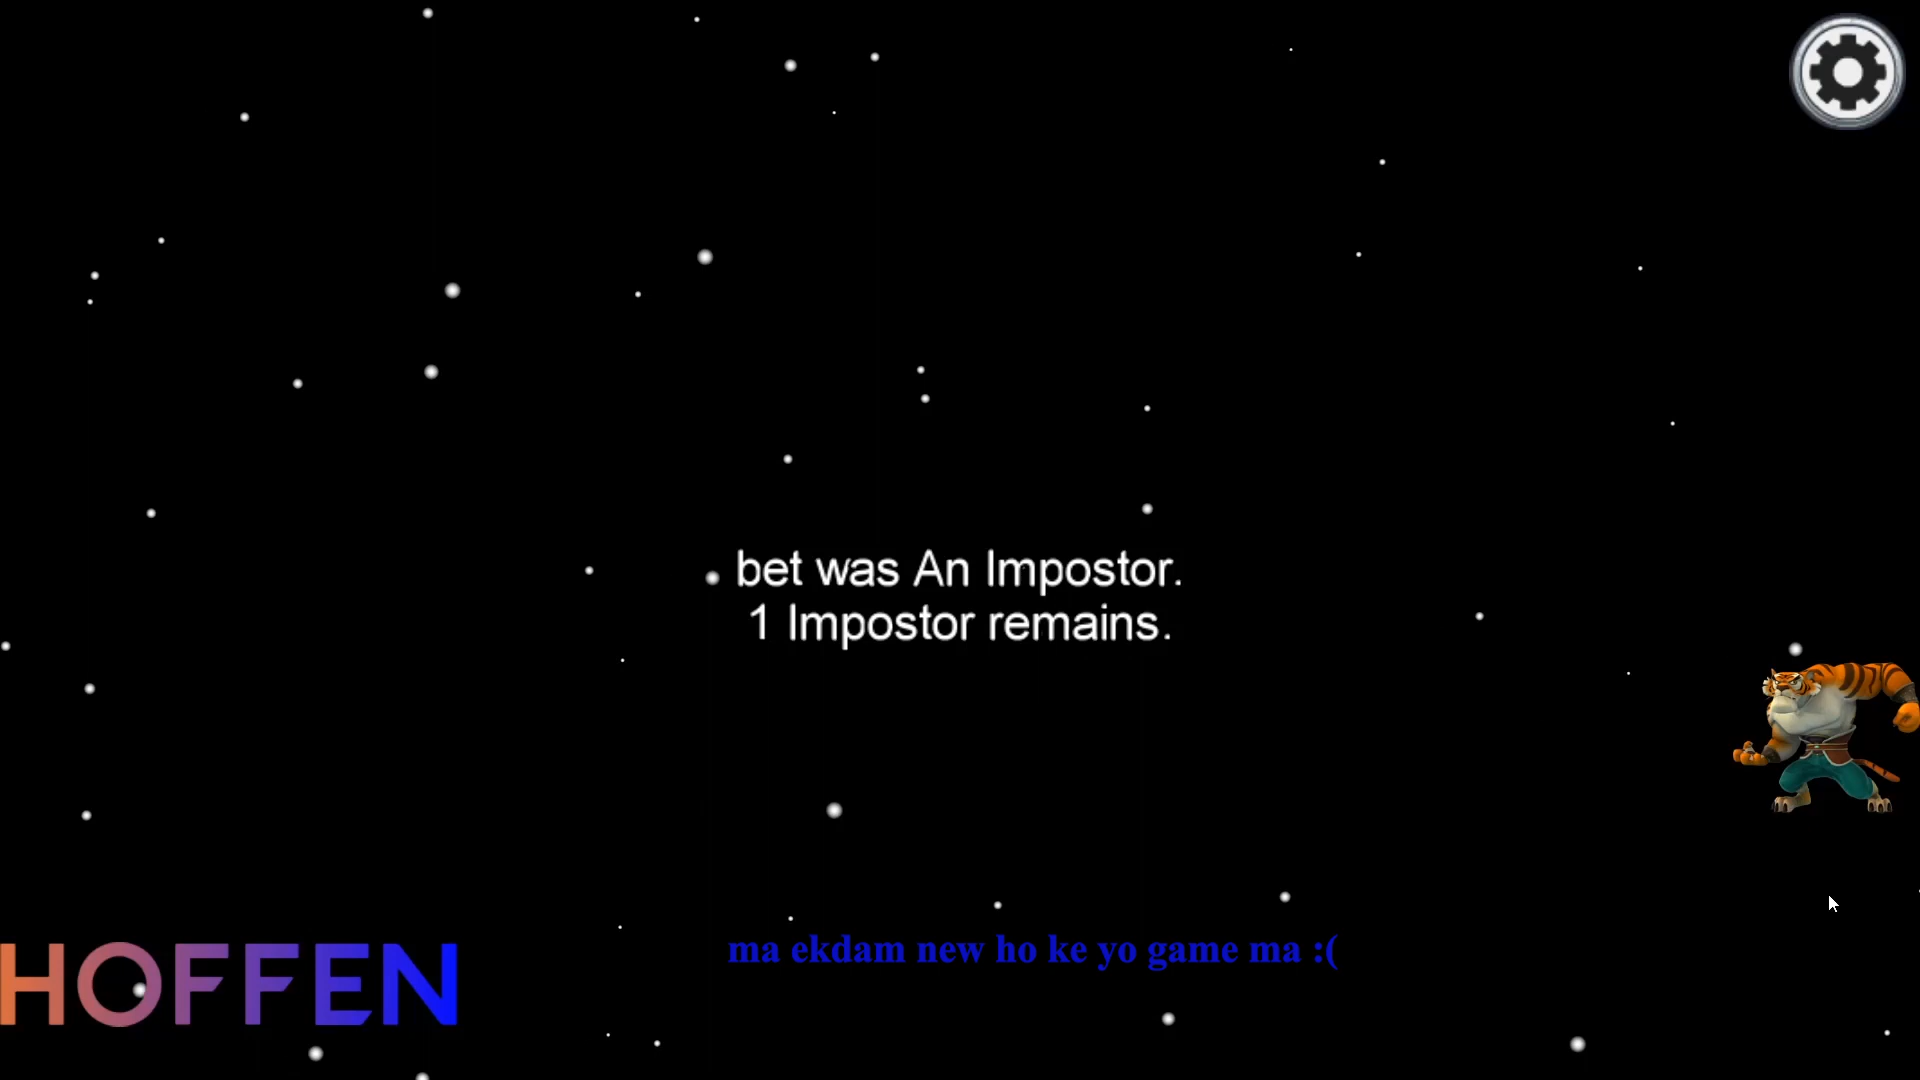 bet was An Impostor.
1 Impostor remains.
ma ekdam new ho ke yo game ma :(
HOFFEN